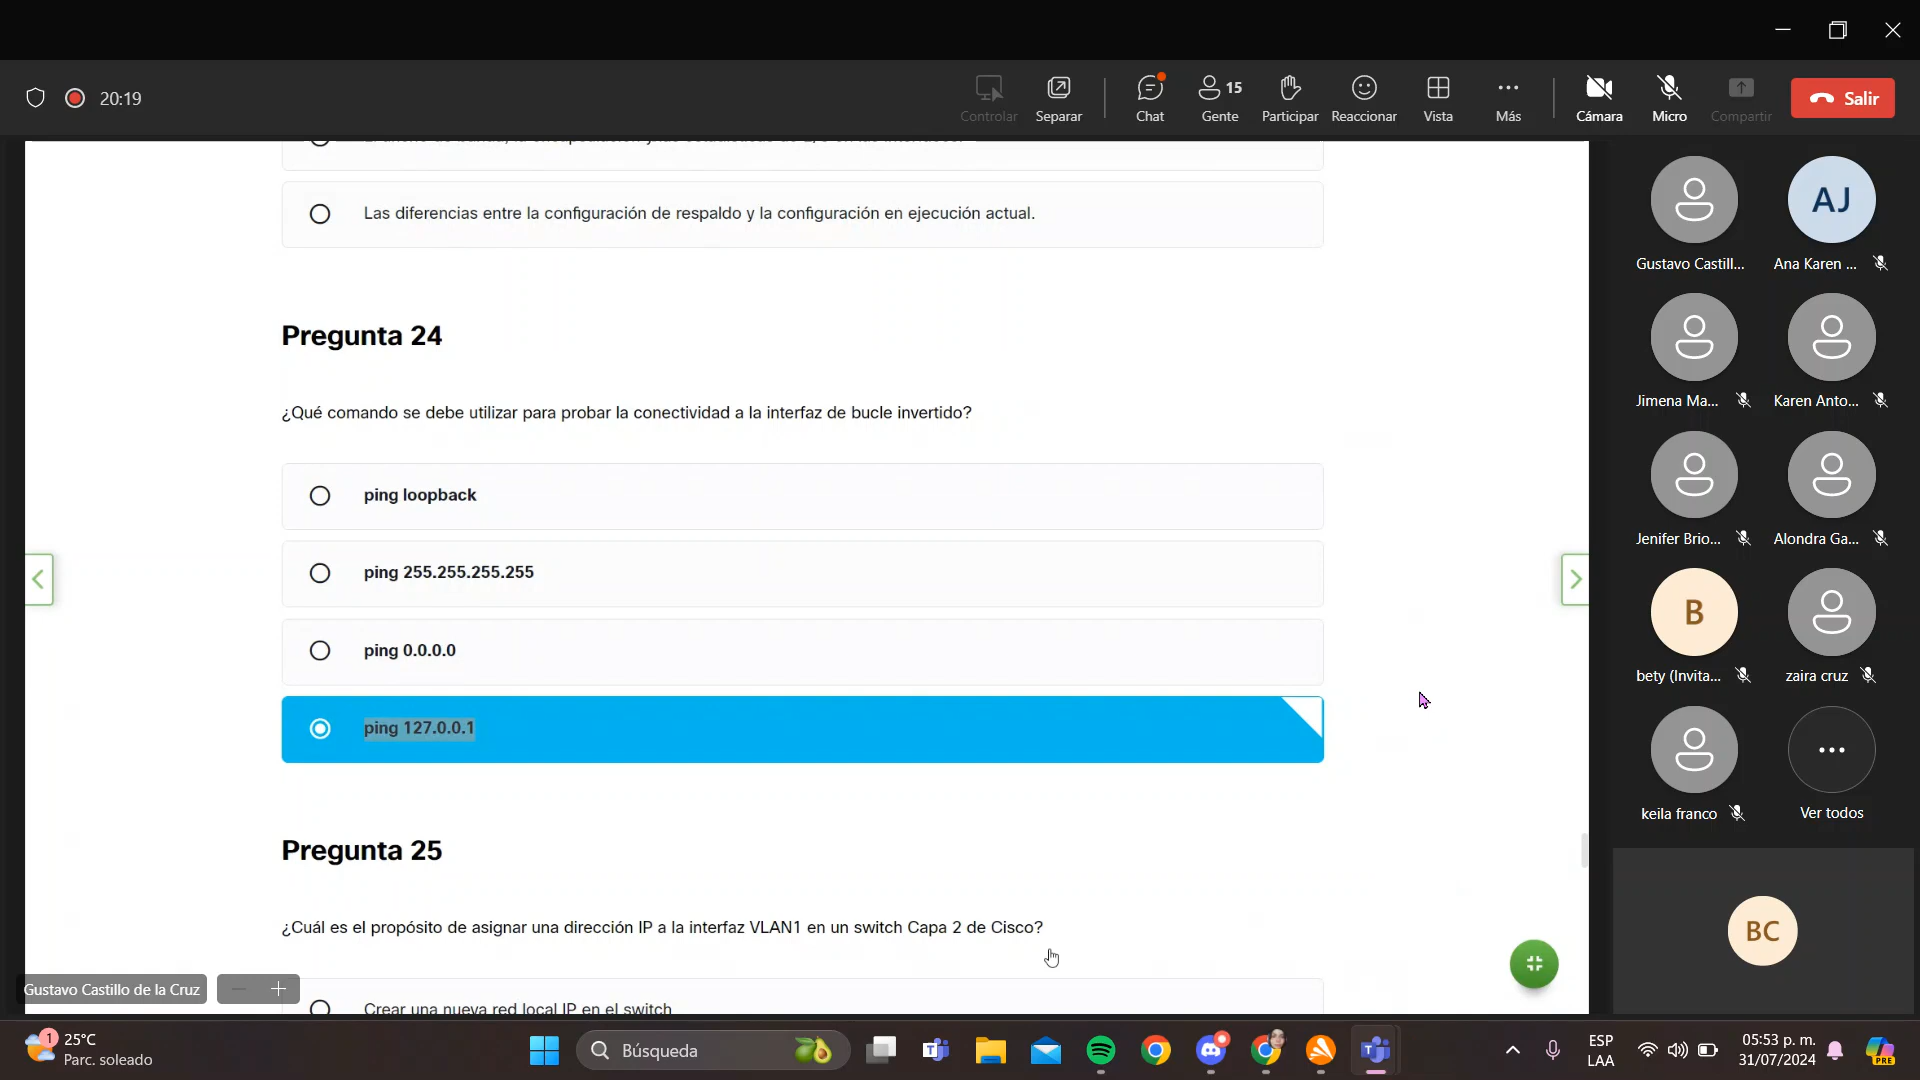 20:19
Controlar
Separar
Chat
15
Gente
Participar
Reaccionar
Vista
Más
Cámara
Micro
Compartir
Salir
Las diferencias entre la configuración de respaldo y la configuración en ejecución actual.
Pregunta 24
¿Qué comando se debe utilizar para probar la conectividad a la interfaz de bucle invertido?
ping loopback
ping 255.255.255.255
ping 0.0.0.0
ping 127.0.0.1
Pregunta 25
¿Cuál es el propósito de asignar una dirección IP a la interfaz VLAN1 en un switch Capa 2 de Cisco?
Crear una nueva red local IP en el switch
Gustavo Castillo de la Cruz
Gustavo Castill...
AJ
Ana Karen ...
Jimena Ma...
Karen Anto...
Jenifer Brio...
Alondra Ga...
B
bety (Invita...
zaira cruz
keila franco
Ver todos
BC
1
25°C
Parc. soleado
Búsqueda
ESP
LAA
05:53 p. m.
31/07/2024
PRE